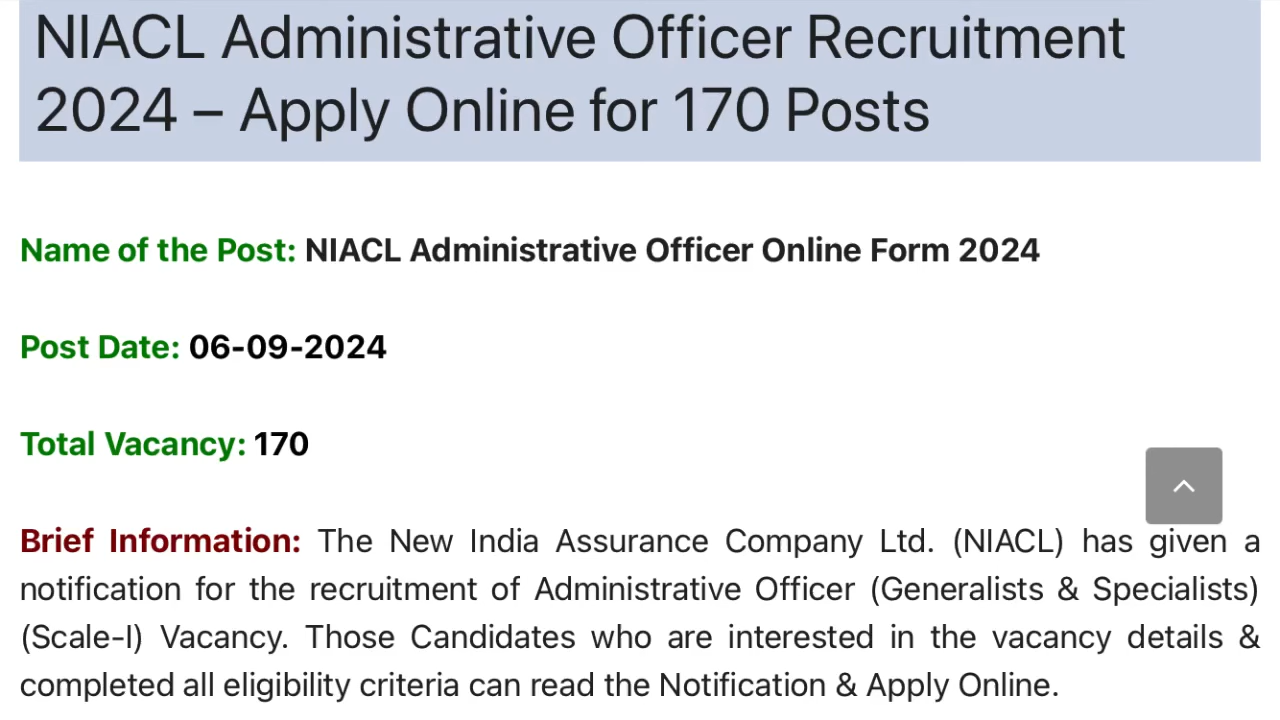 NIACL Administrative Officer Recruitment
2024 – Apply Online for 170 Posts
Name of the Post: NIACL Administrative Officer Online Form 2024
Post Date: 06-09-2024
Total Vacancy: 170
Brief Information: The New India Assurance Company Ltd. (NIACL) has given a
notification for the recruitment of Administrative Officer (Generalists & Specialists)
(Scale-I) Vacancy. Those Candidates who are interested in the vacancy details &
completed all eligibility criteria can read the Notification & Apply Online.